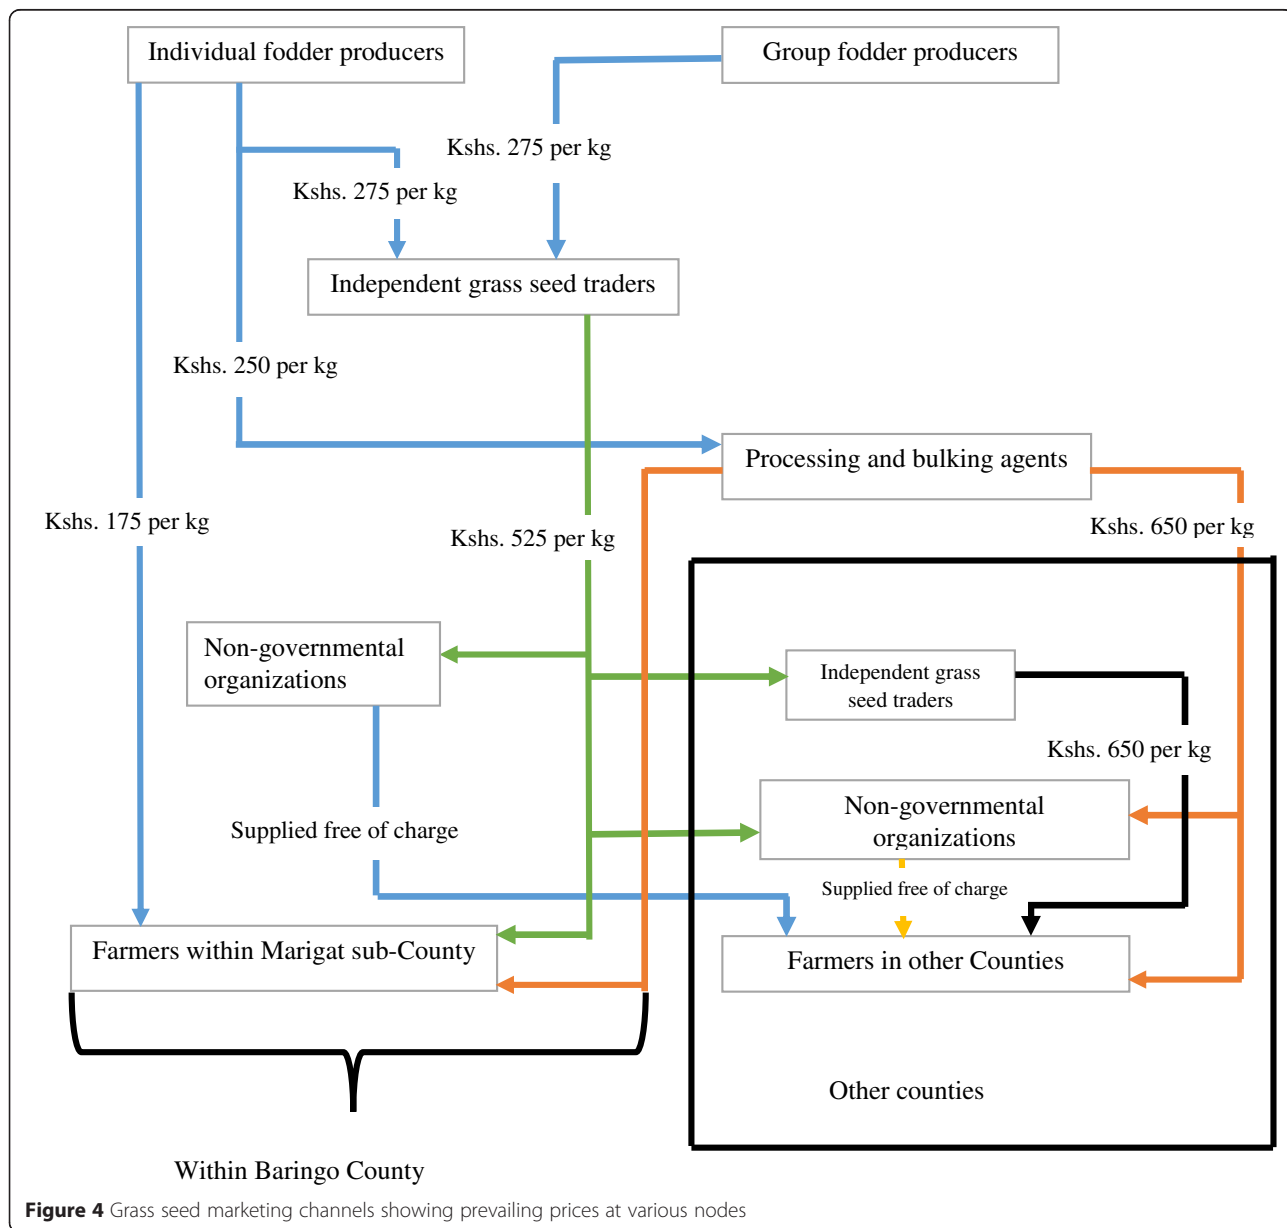 Individual fodder producers
Group fodder producers
Kshs. 275 per kg
Kshs. 275 per kg
Independent grass seed traders
Kshs. 250 per kg
Processing and bulking agents
Kshs. 175 per kg
Kshs. 525 per kg
Kshs. 650 per kg
Non-governmental
organizations
Independent grass
seed traders
Kshs. 650 per kg
Non-governmental
organizations
Supplied free of charge
Supplied free of charge
Farmers within Marigat sub-County
Farmers in other Counties
Other counties
Within Baringo County
Figure 4 Grass seed marketing channels showing prevailing prices at various nodes